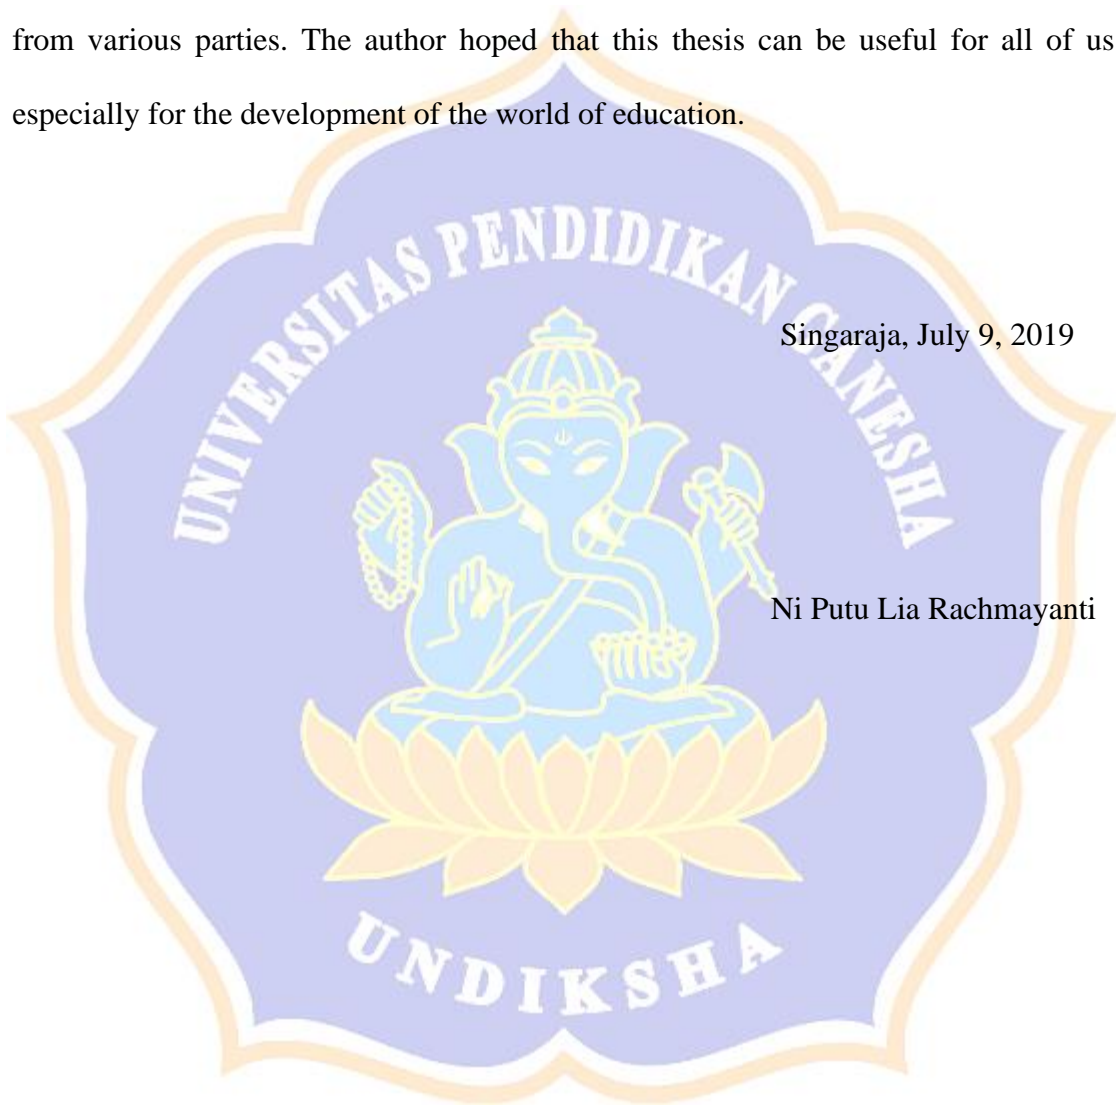 from various parties. The author hoped that this thesis can be useful for all of us
especially for the development of the world of education.
UNIVERSITAS PENDIDIKAN GANESHA
Singaraja, July 9, 2019
Ni Putu Lia Rachmayanti
UNDIKSHA